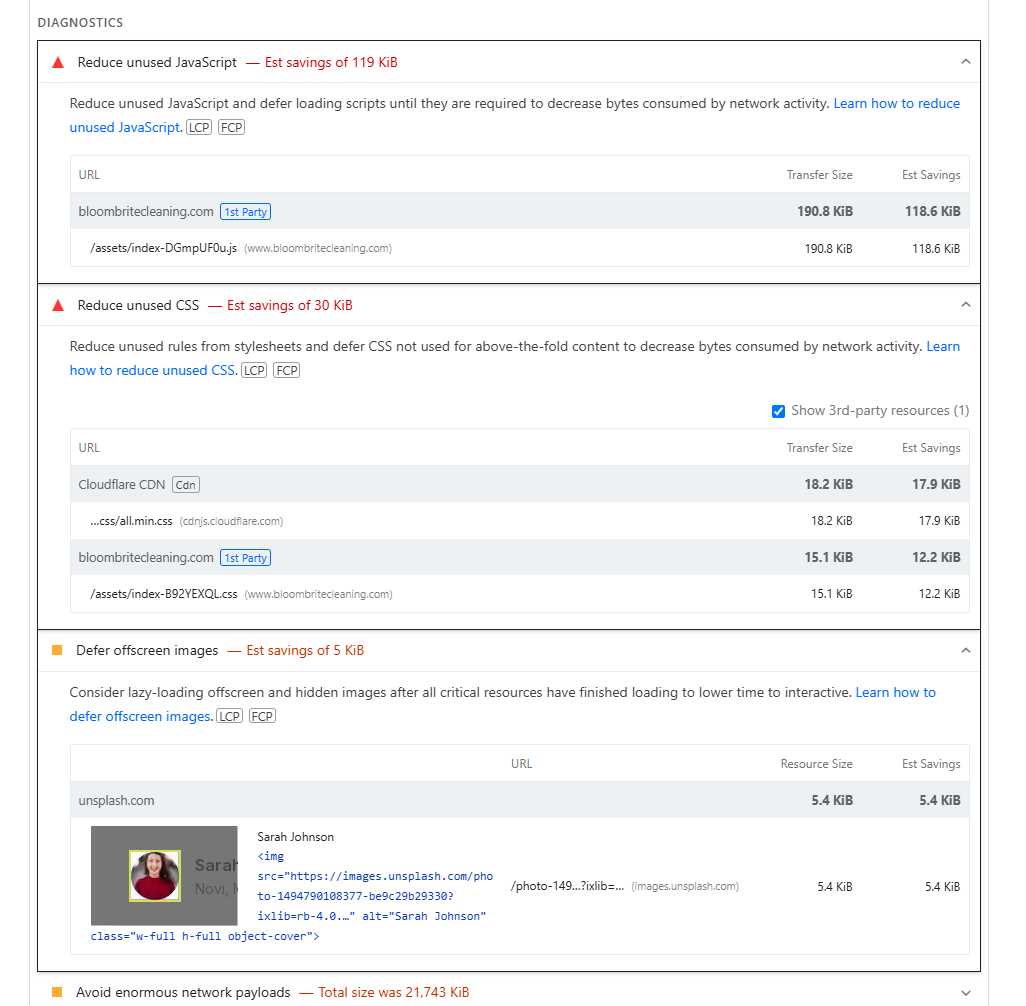 DIAGNOSTICS
Reduce unused JavaScript — Est savings of 119 KiB
Reduce unused JavaScript and defer loading scripts until they are required to decrease bytes consumed by network activity. Learn how to reduce
unused JavaScript. LCP FCP
URL Transfer Size Est Savings
bloombritecleaning.com 1st Party 190.8 KiB 118.6 KiB
/assets/index-DGmpUF0u.js (www.bloombritecleaning.com) 190.8 KiB 118.6 KiB
Reduce unused CSS — Est savings of 30 KiB
Reduce unused rules from stylesheets and defer CSS not used for above-the-fold content to decrease bytes consumed by network activity. Learn
how to reduce unused CSS. LCP FCP
Show 3rd-party resources (1)
URL Transfer Size Est Savings
Cloudflare CDN Cdn 18.2 KiB 17.9 KiB
...css/all.min.css (cdnjs.cloudflare.com) 18.2 KiB 17.9 KiB
bloombritecleaning.com 1st Party 15.1 KiB 12.2 KiB
/assets/index-B92YEXQL.css (www.bloombritecleaning.com) 15.1 KiB 12.2 KiB
Defer offscreen images — Est savings of 5 KiB
Consider lazy-loading offscreen and hidden images after all critical resources have finished loading to lower time to interactive. Learn how to
defer offscreen images. LCP FCP
URL Resource Size Est Savings
unsplash.com 5.4 KiB 5.4 KiB
Sarah
Novi, M
Sarah Johnson
<img
src="https://images.unsplash.com/pho
to-1494790108377-be9c29b29330?
ixlib=rb-4.0.…" alt="Sarah Johnson"
class="w-full h-full object-cover">
/photo-149...?ixlib=... (images.unsplash.com) 5.4 KiB 5.4 KiB
Avoid enormous network payloads — Total size was 21,743 KiB